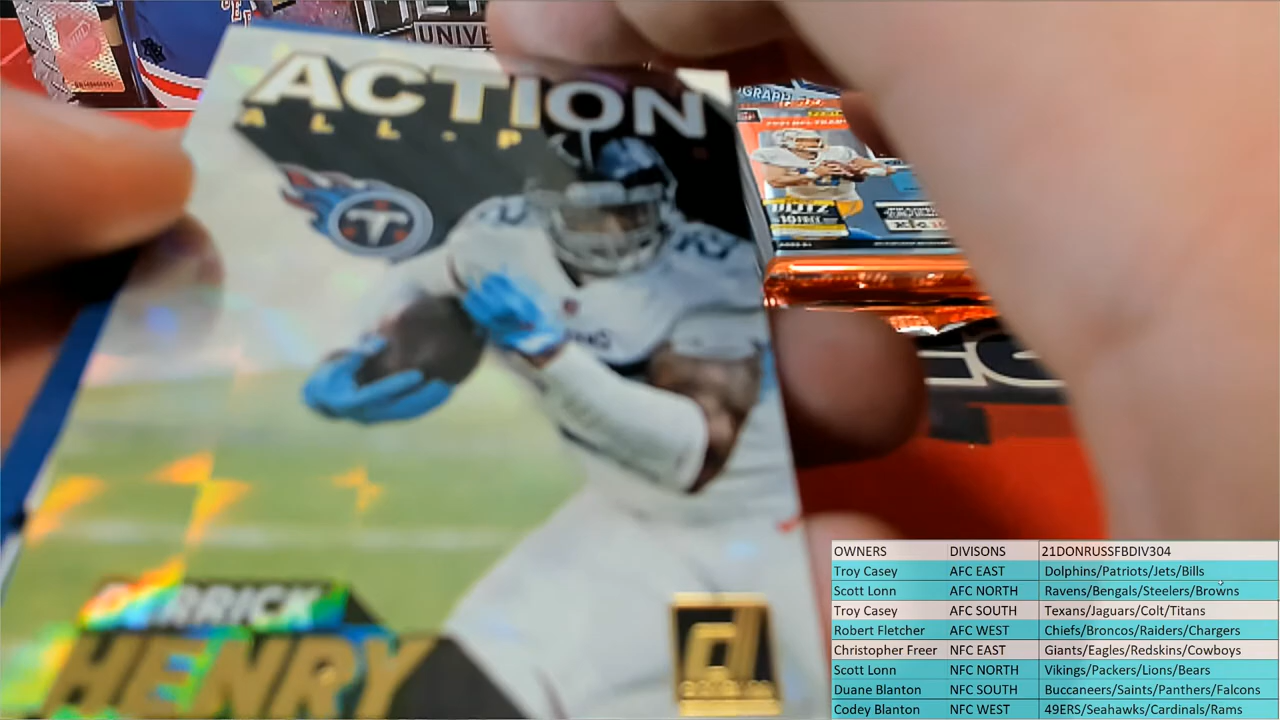 UNIVE
ACTION
ALL-P
T
DERRICK
HENRY
d
BLITZ
OWNERS DIVISONS 21DONRUSSFBDIV304
Troy Casey AFC EAST Dolphins/Patriots/Jets/Bills
Scott Lonn AFC NORTH Ravens/Bengals/Steelers/Browns
Troy Casey AFC SOUTH Texans/Jaguars/Colt/Titans
Robert Fletcher AFC WEST Chiefs/Broncos/Raiders/Chargers
Christopher Freer NFC EAST Giants/Eagles/Redskins/Cowboys
Scott Lonn NFC NORTH Vikings/Packers/Lions/Bears
Duane Blanton NFC SOUTH Buccaneers/Saints/Panthers/Falcons
Codey Blanton NFC WEST 49ERS/Seahawks/Cardinals/Rams